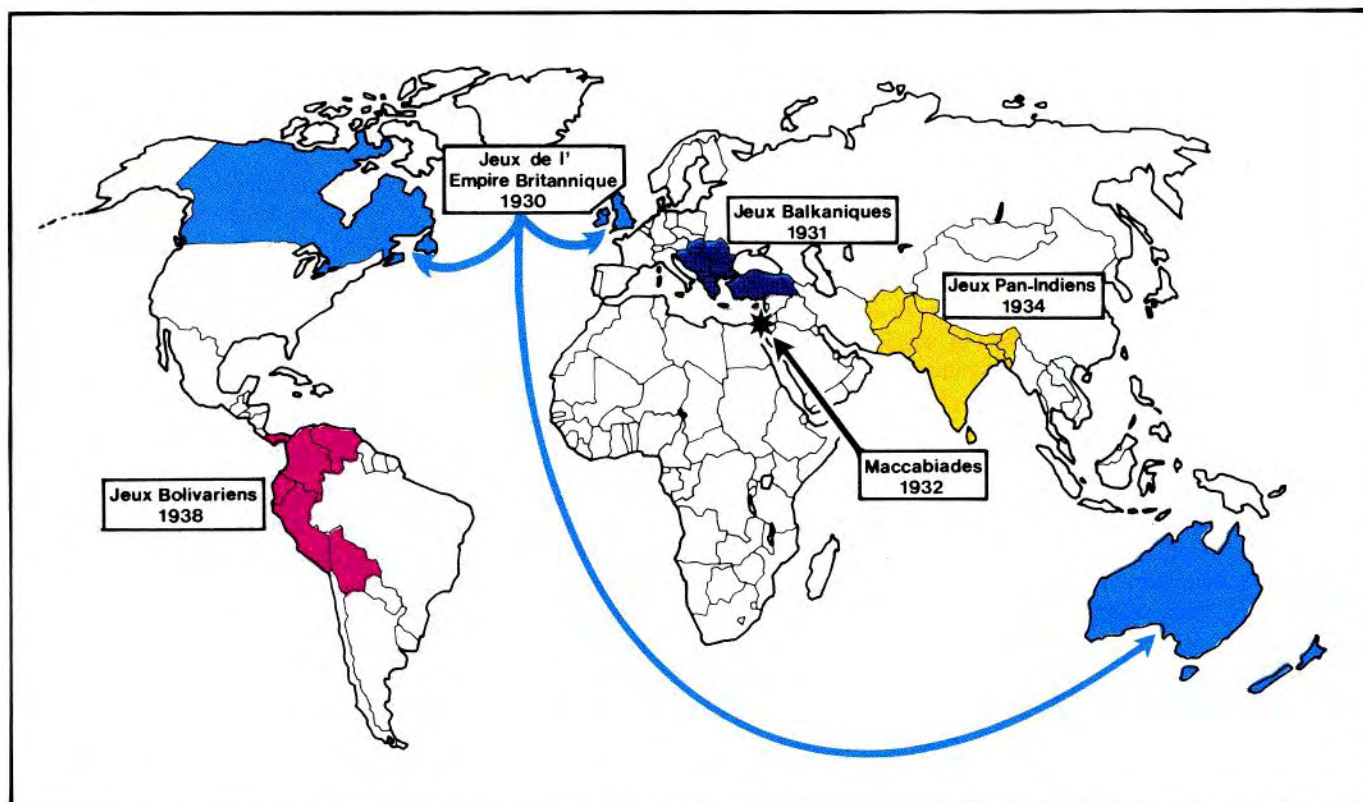 Jeux de l'
Empire Britannique
1930
Jeux Balkaniques
1931
Jeux Pan-Indiens
1934
Maccabiades
1932
Jeux Bolivariens
1938